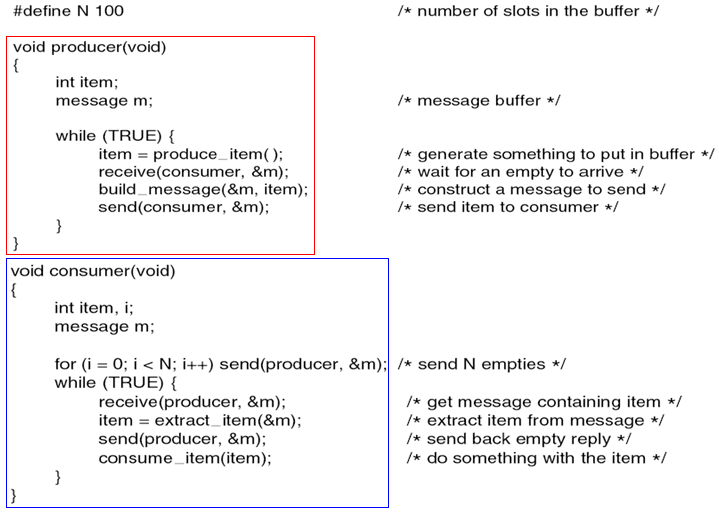 #define N 100 /* number of slots in the buffer */
void producer(void)
{
int item;
message m; /* message buffer */
while (TRUE) {
item = produce_item( ); /* generate something to put in buffer */
receive(consumer, &m); /* wait for an empty to arrive */
build_message(&m, item); /* construct a message to send */
send(consumer, &m); /* send item to consumer */
}
}
void consumer(void)
{
int item, i;
message m;
for (i = 0; i < N; i++) send(producer, &m); /* send N empties */
while (TRUE) {
receive(producer, &m); /* get message containing item */
item = extract_item(&m); /* extract item from message */
send(producer, &m); /* send back empty reply */
consume_item(item); /* do something with the item */
}
}